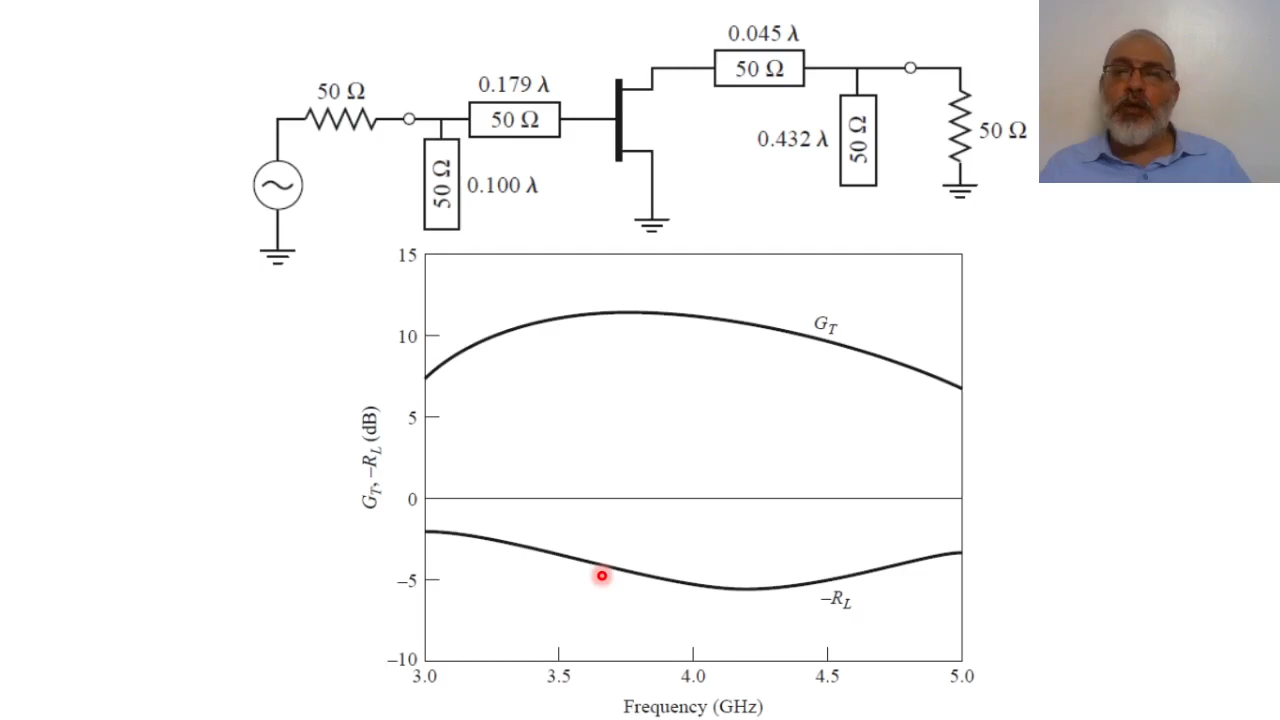 0.045 λ
50 Ω
0.179 λ
50 Ω
50 Ω
50 Ω
0.100 λ
0.432 λ
50 Ω
50 Ω
15
10
5
0
–5
–10
G_T, –R_L (dB)
G_T
–R_L
3.0 3.5 4.0 4.5 5.0
Frequency (GHz)